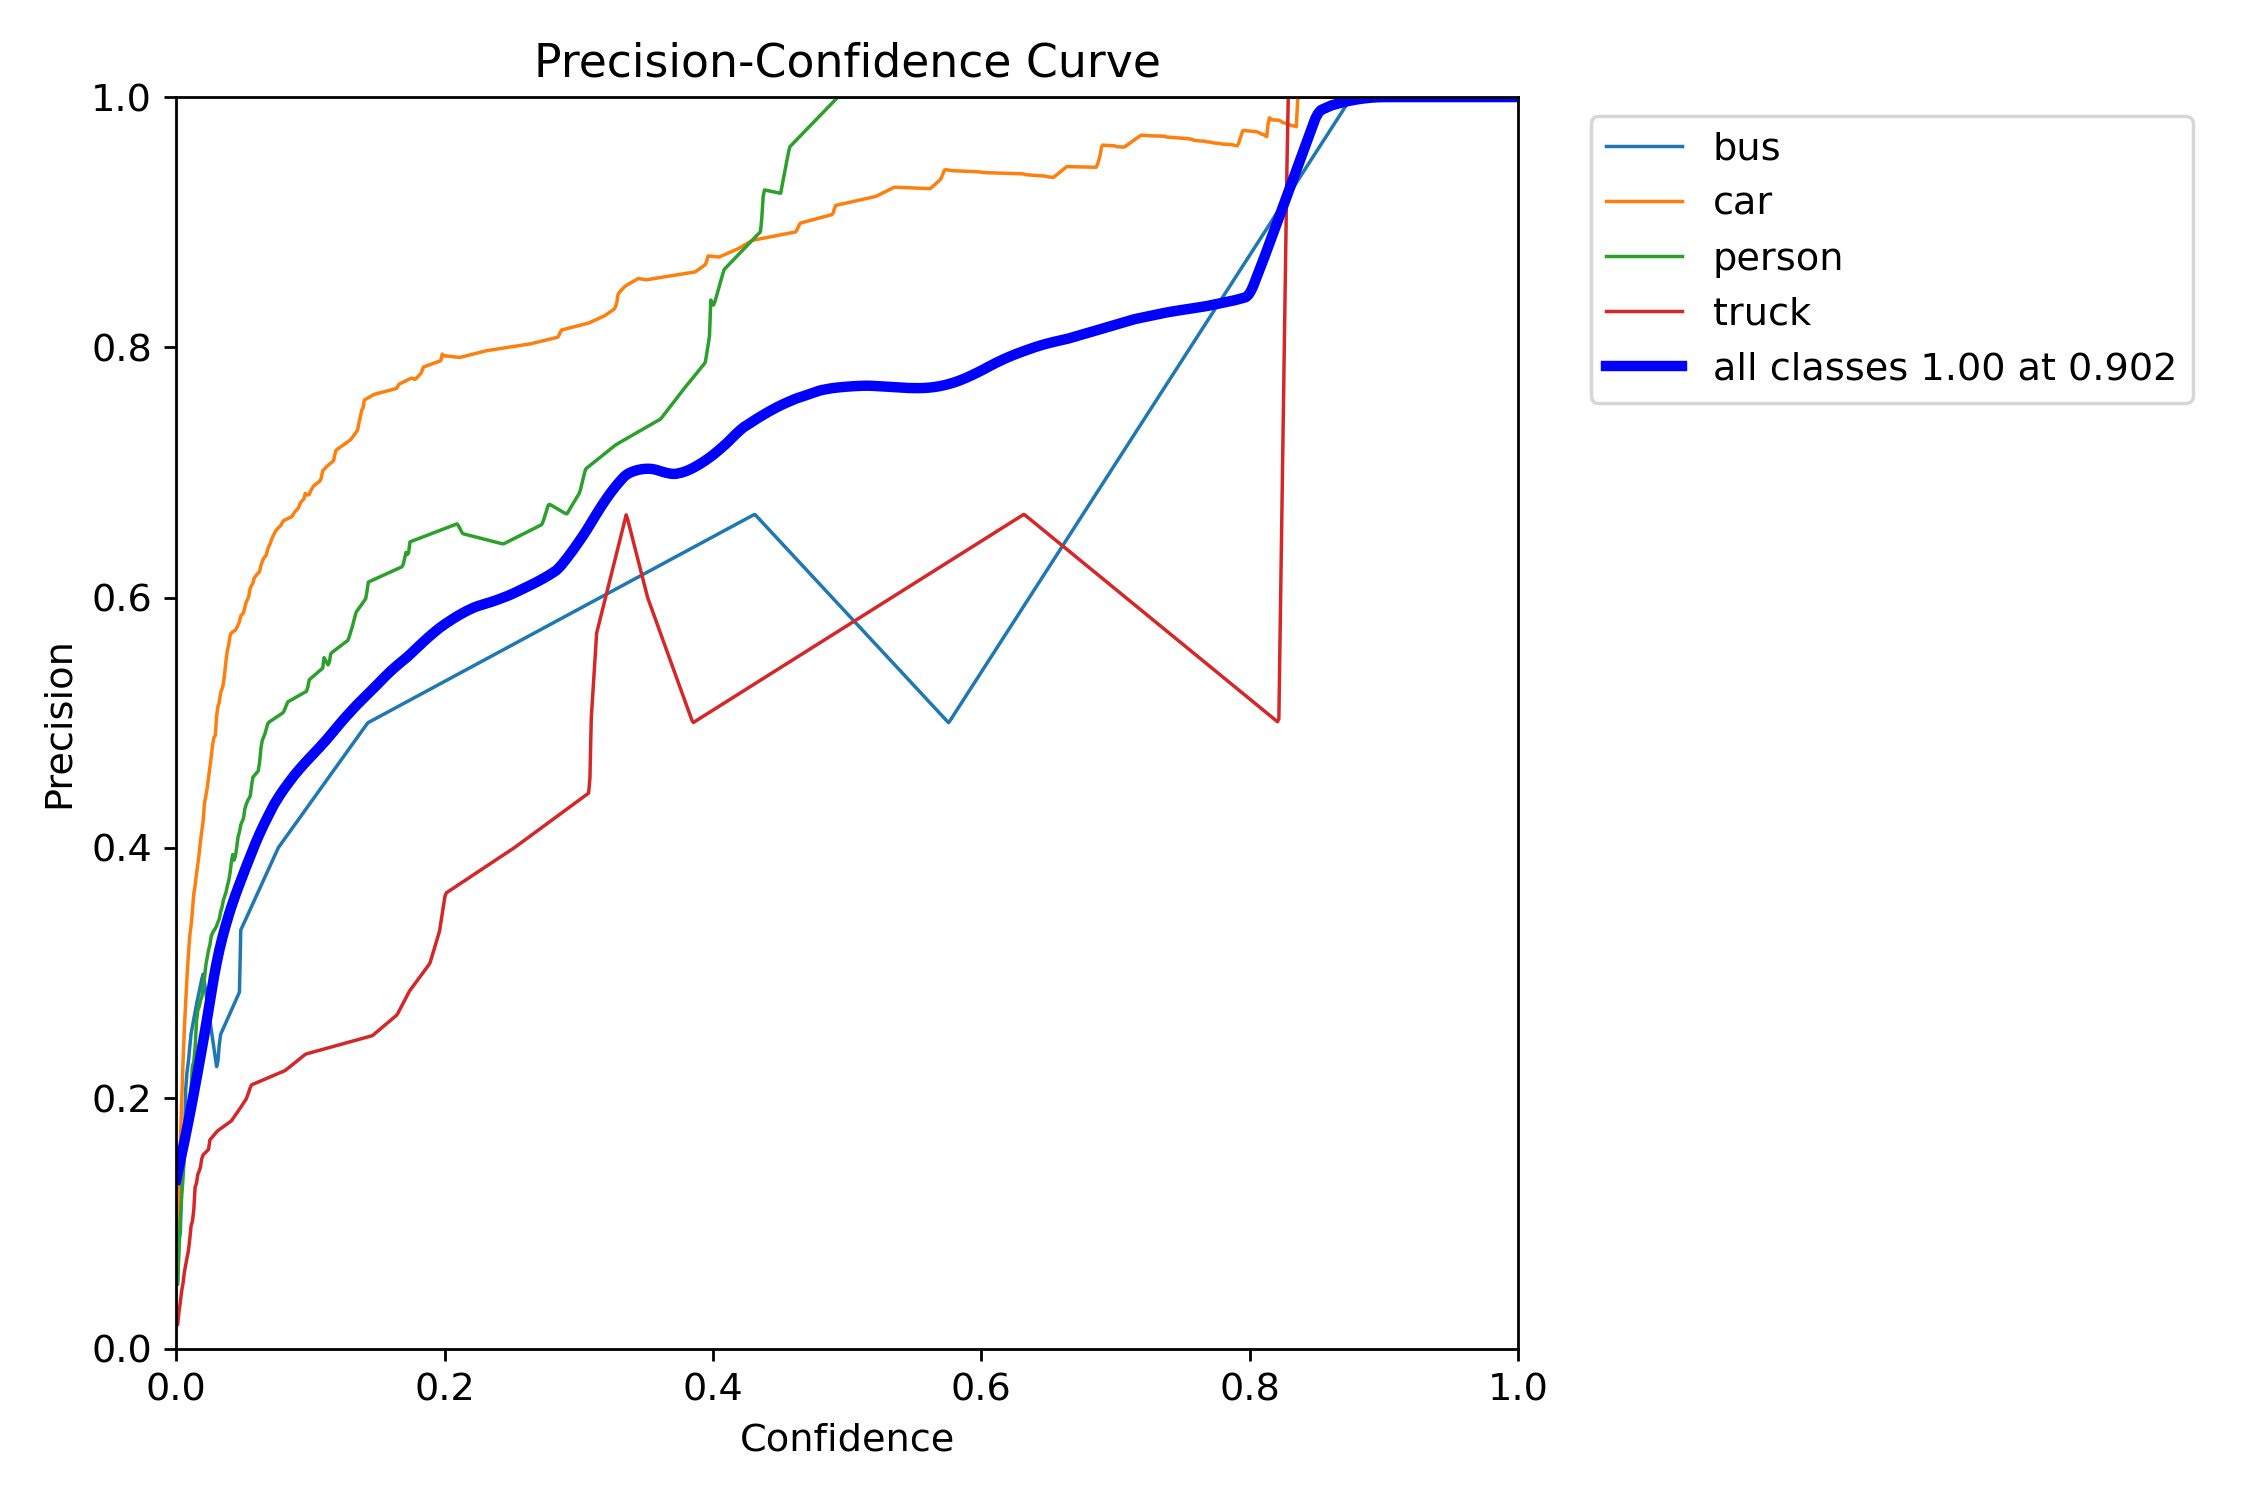 Precision-Confidence Curve
1.0
0.8
0.6
0.4
0.2
0.0
Precision
0.0 0.2 0.4 0.6 0.8 1.0
Confidence
bus
car
person
truck
all classes 1.00 at 0.902